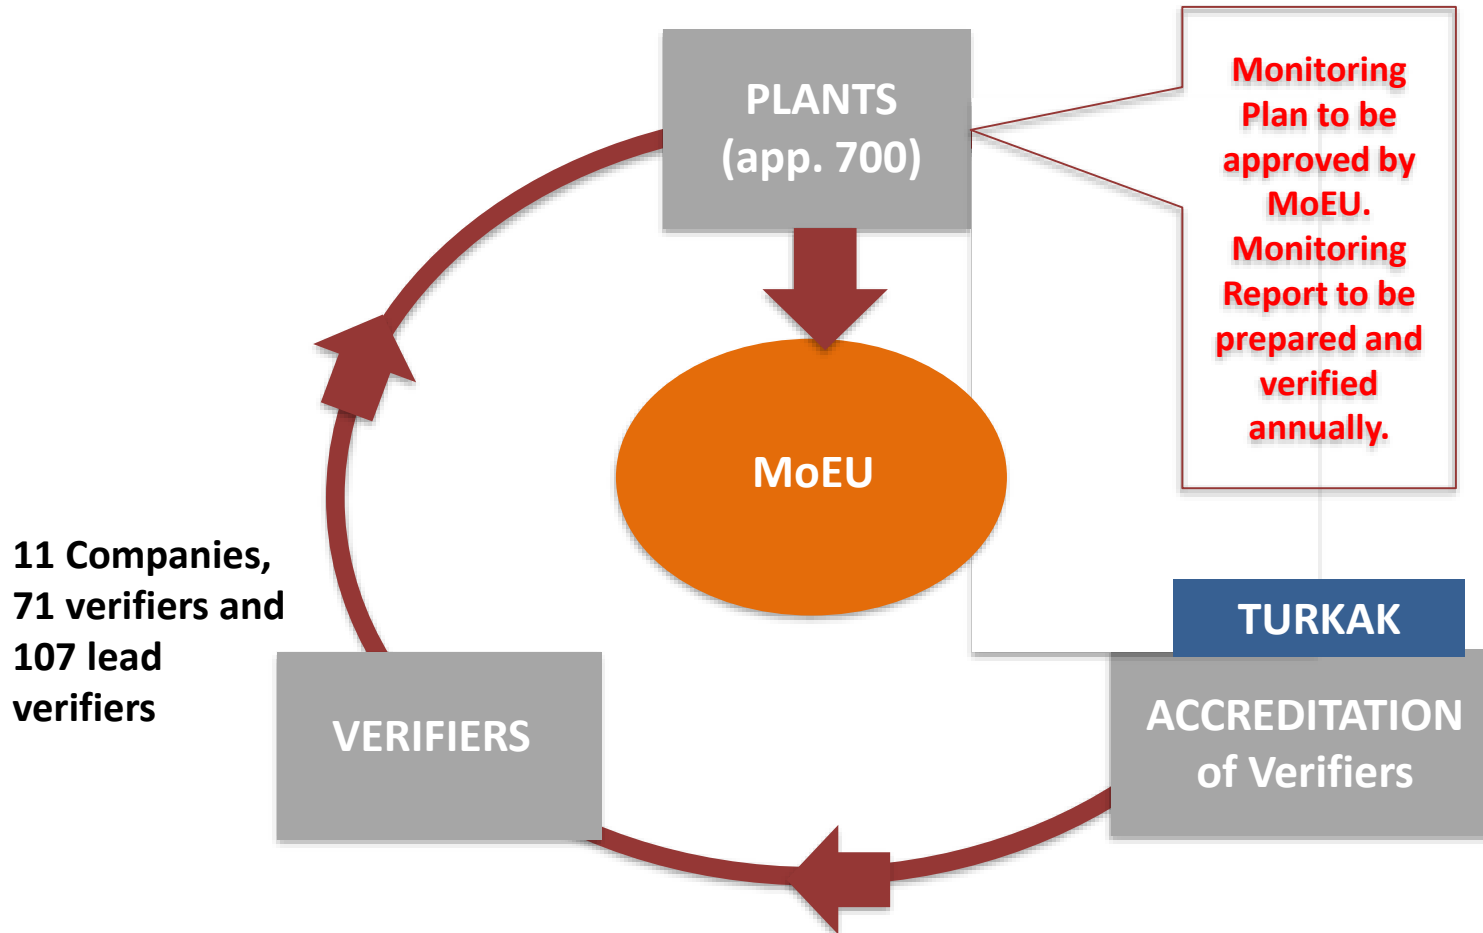 PLANTS
(app. 700)
Monitoring
Plan to be
approved by
MoEU.
Monitoring
Report to be
prepared and
verified
annually.
MoEU
11 Companies,
71 verifiers and
107 lead
verifiers
VERIFIERS
TURKAK
ACCREDITATION
of Verifiers